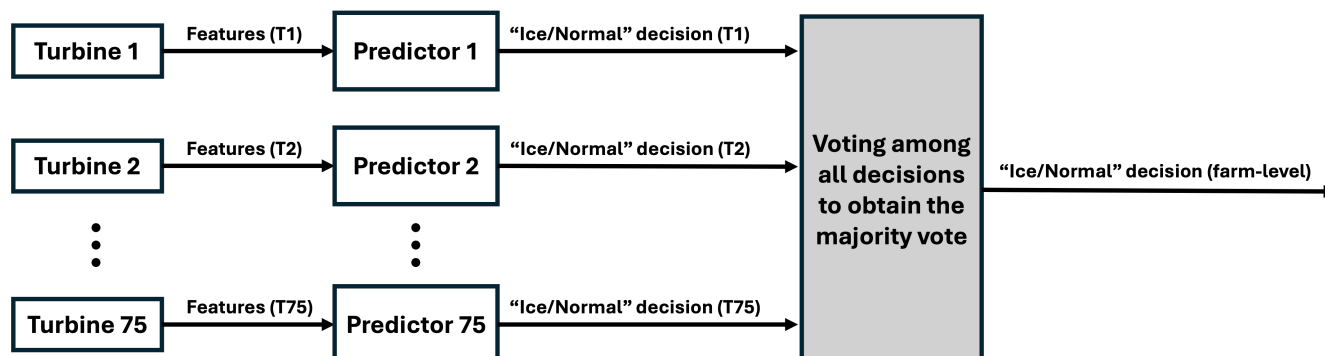 Turbine 1
Features (T1)
Predictor 1
“Ice/Normal” decision (T1)
Turbine 2
Features (T2)
Predictor 2
“Ice/Normal” decision (T2)
Voting among
all decisions
to obtain the
majority vote
“Ice/Normal” decision (farm-level)
Turbine 75
Features (T75)
Predictor 75
“Ice/Normal” decision (T75)